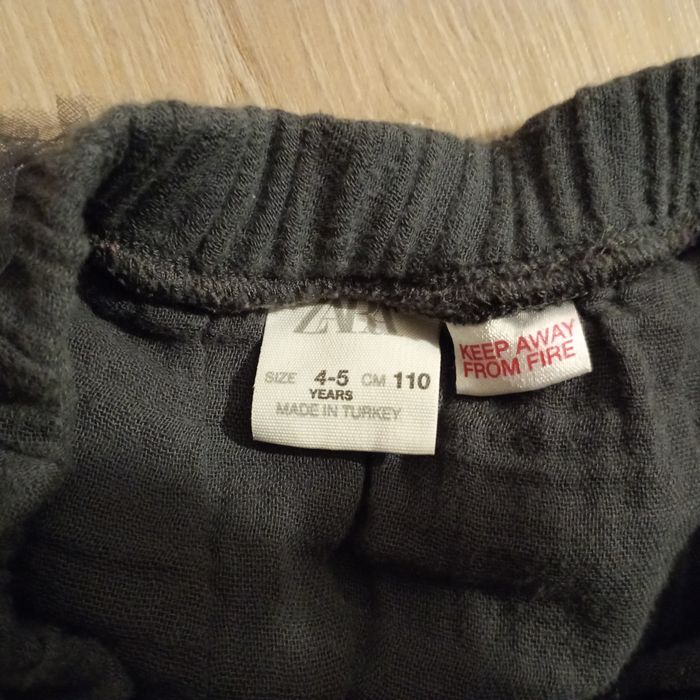 ZARA
SIZE 4-5 CM 110
YEARS
MADE IN TURKEY
KEEP AWAY
FROM FIRE